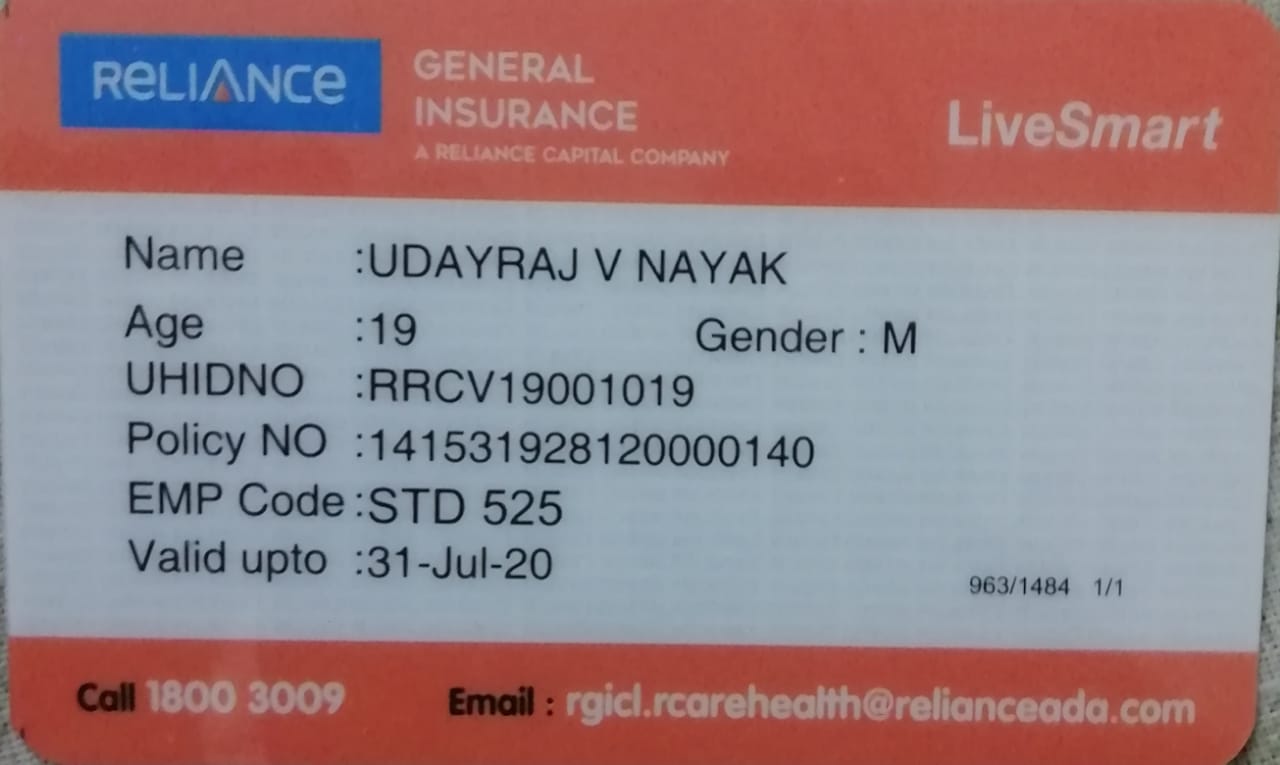 RELIANCE GENERAL INSURANCE
A RELIANCE CAPITAL COMPANY
LiveSmart
Name :UDAYRAJ V NAYAK
Age :19 Gender : M
UHIDNO :RRCV19001019
Policy NO :141531928120000140
EMP Code :STD 525
Valid upto :31-Jul-20
963/1484 1/1
Call 1800 3009 Email : rgicl.rcarehealth@relianceada.com